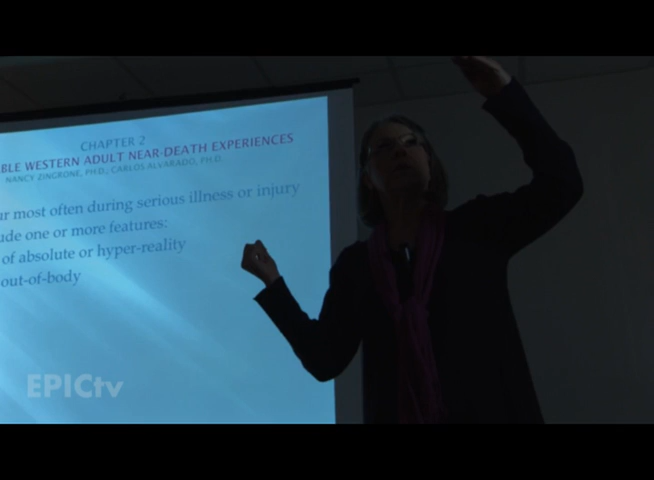 CHAPTER 2
BLE WESTERN ADULT NEAR-DEATH EXPERIENCES
NANCY ZINGRONE, PH.D., CARLOS ALVARADO, PH.D.
ur most often during serious illness or injury
ude one or more features:
of absolute or hyper-reality
out-of-body
EPICtv